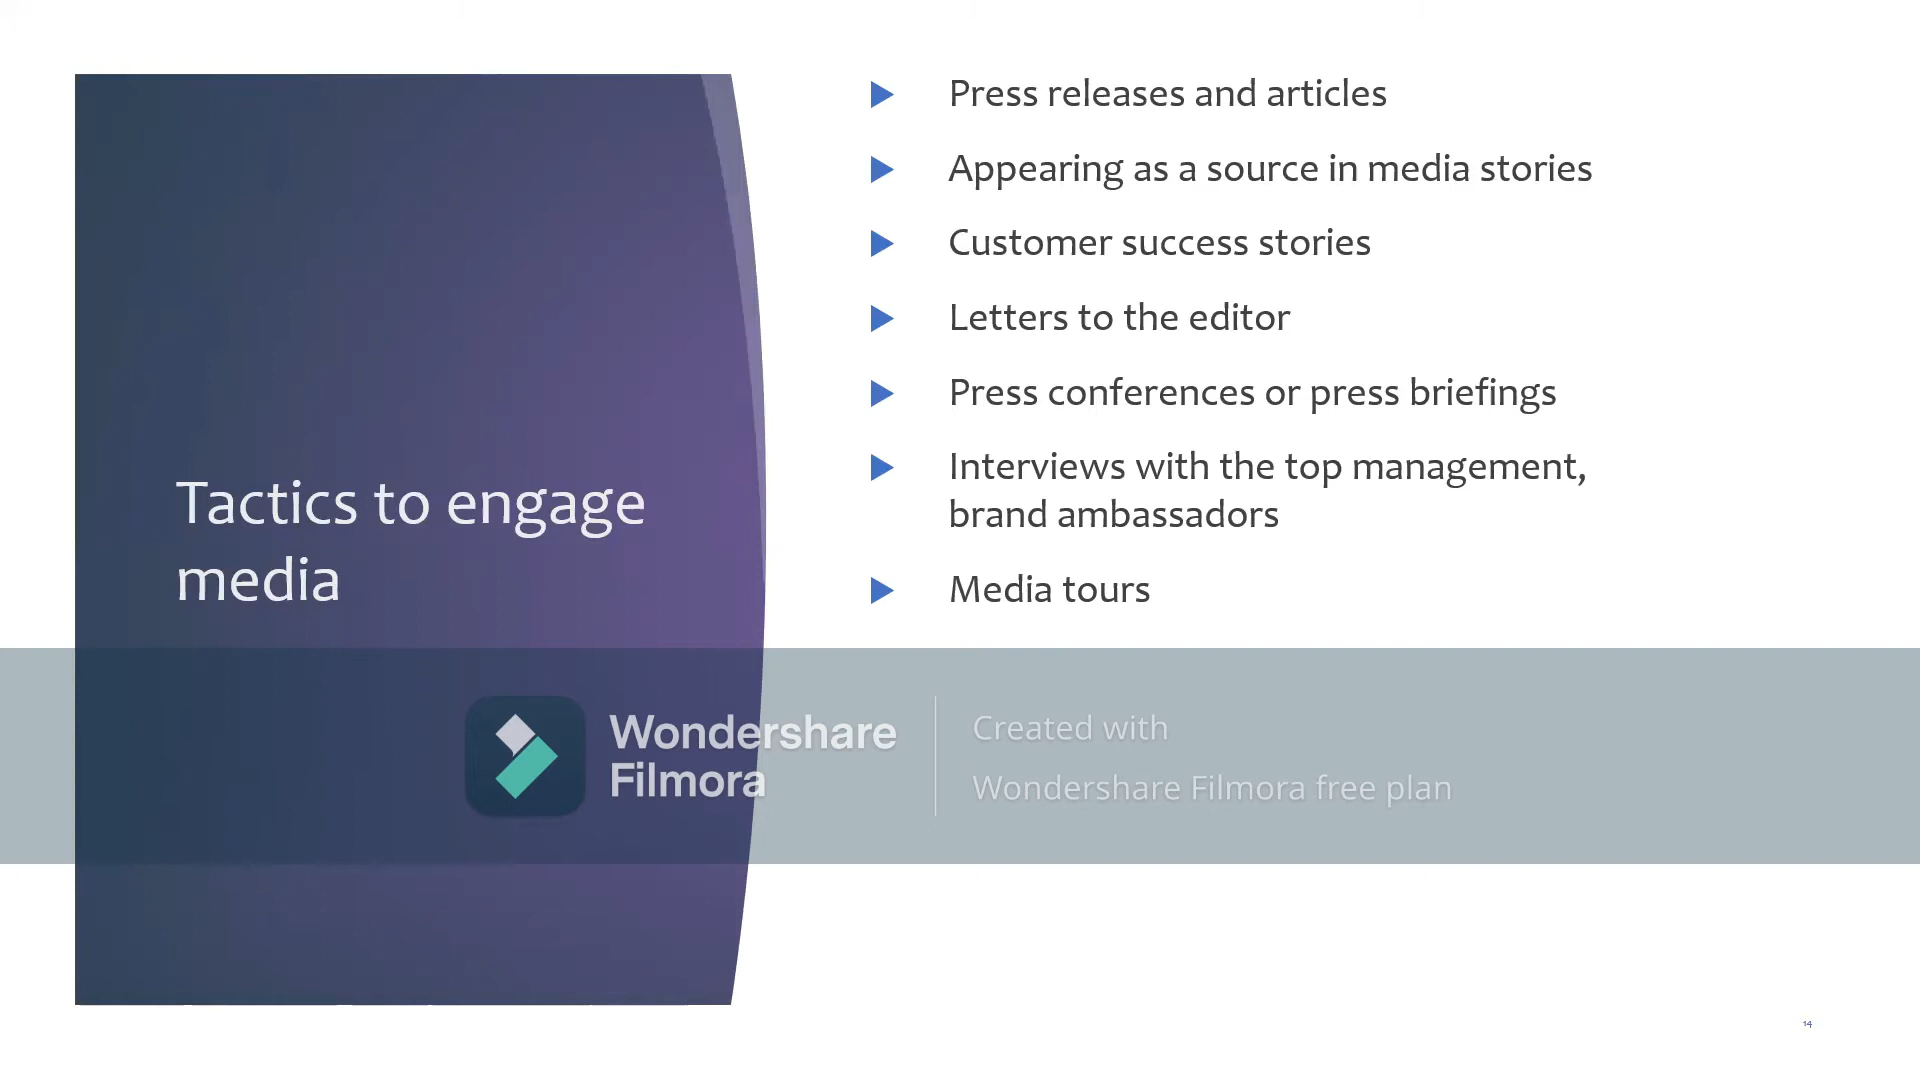 Tactics to engage
media
Press releases and articles
Appearing as a source in media stories
Customer success stories
Letters to the editor
Press conferences or press briefings
Interviews with the top management,
brand ambassadors
Media tours
Wondershare
Filmora
Created with
Wondershare Filmora free plan
14